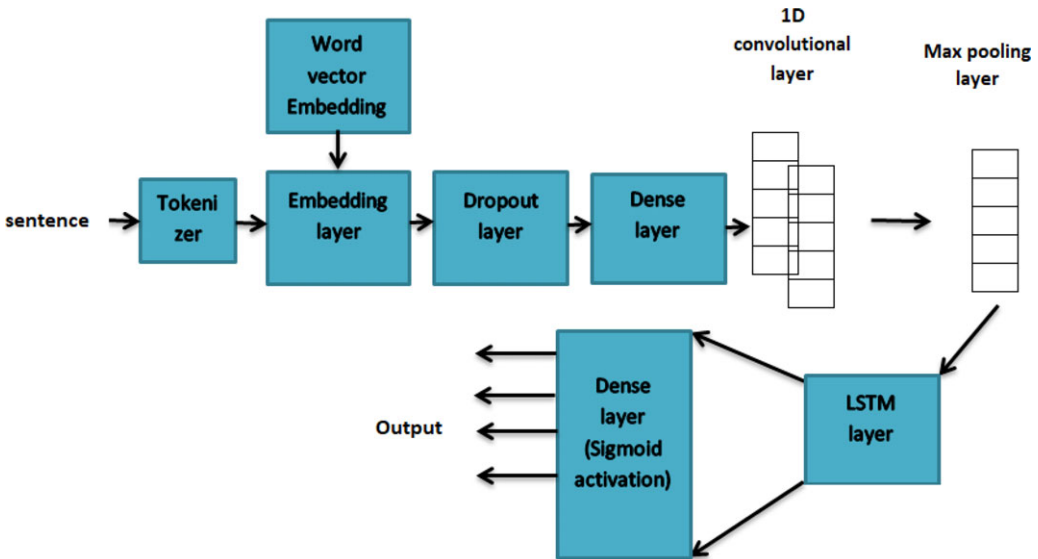 1D
convolutional
layer
Max pooling
layer
Word
vector
Embedding
sentence
Tokeni
zer
Embedding
layer
Dropout
layer
Dense
layer
Output
Dense
layer
(Sigmoid
activation)
LSTM
layer